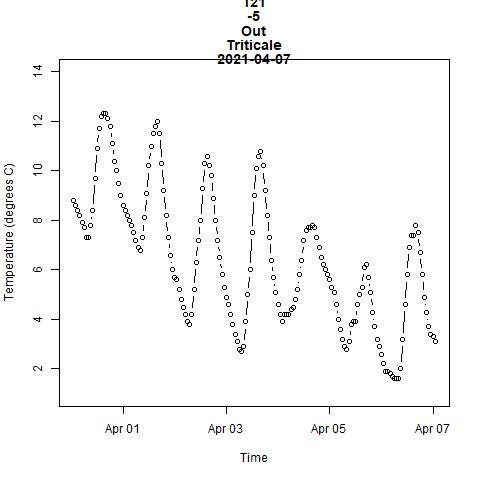 121
-5
Out
Triticale
2021-04-07
14
12
10
8
6
4
2
Temperature (degrees C)
Apr 01
Apr 03
Apr 05
Apr 07
Time